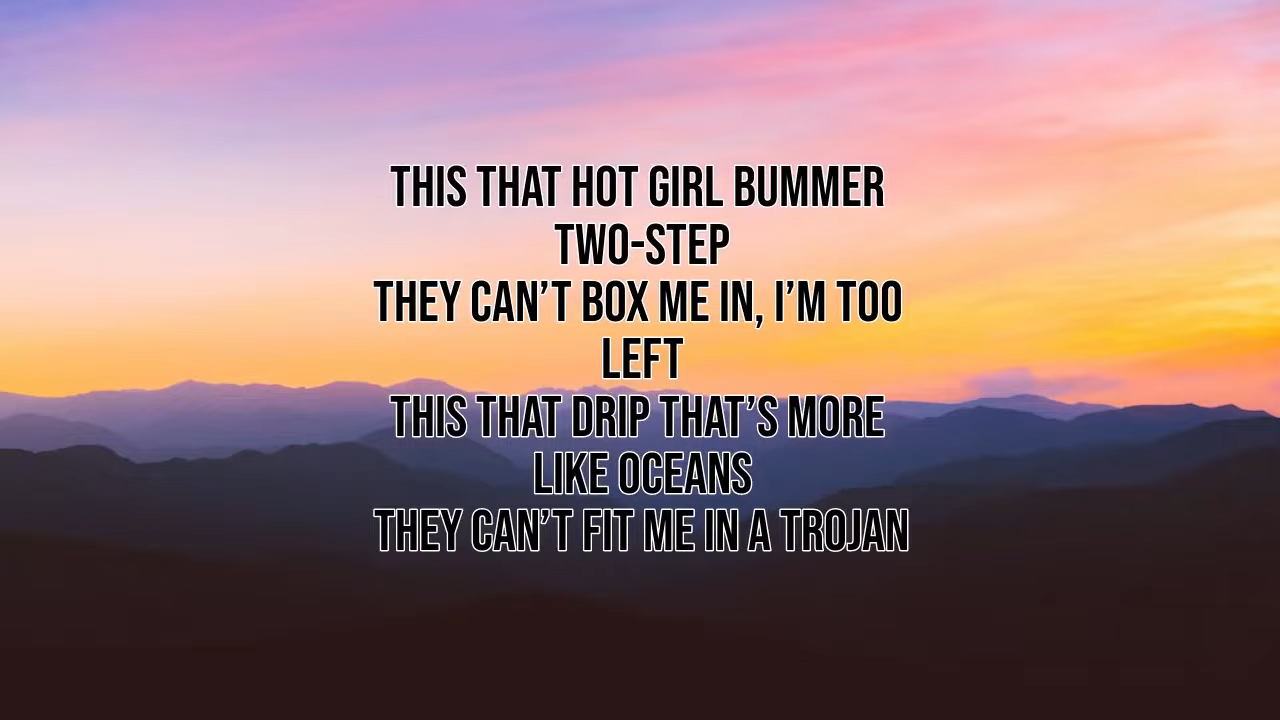 THIS THAT HOT GIRL BUMMER
TWO-STEP
THEY CAN’T BOX ME IN, I’M TOO
LEFT
THIS THAT DRIP THAT’S MORE
LIKE OCEANS
THEY CAN’T FIT ME IN A TROJAN